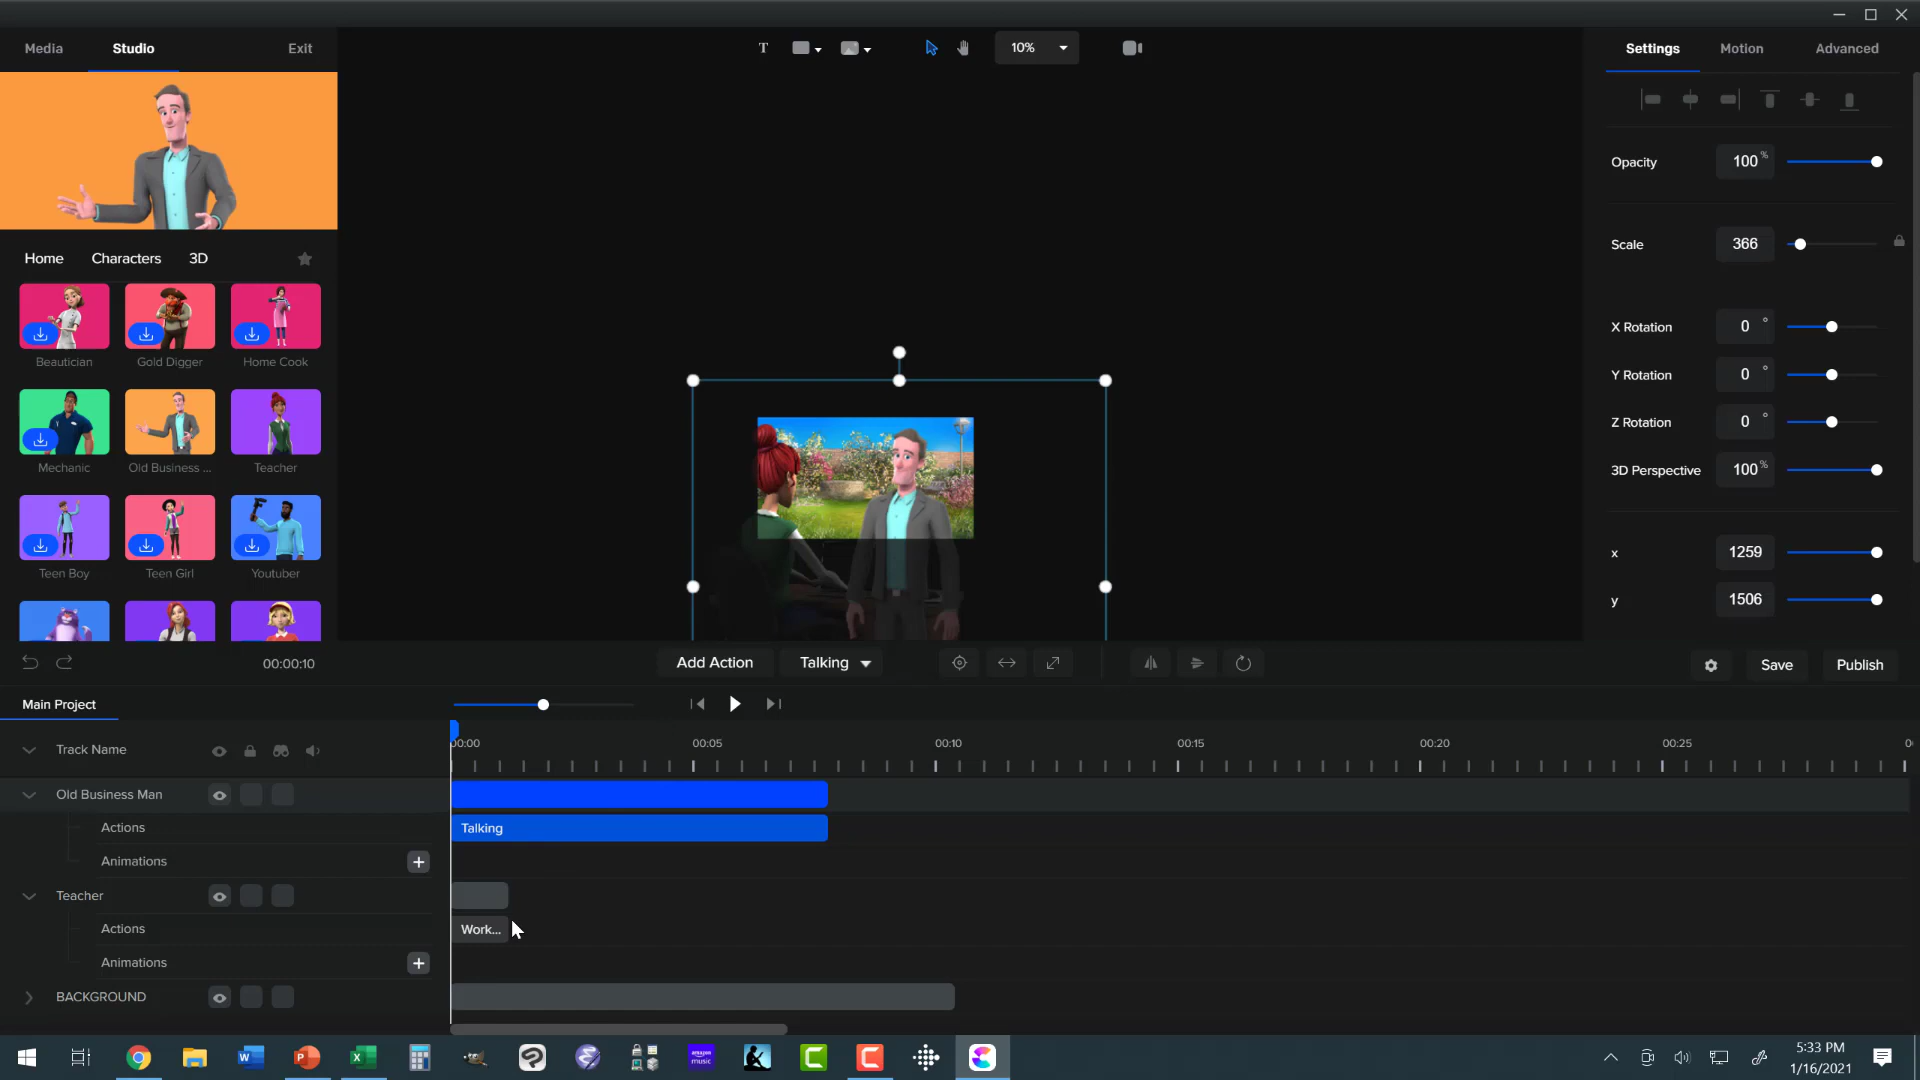 Media
Studio
Exit
T
10%
Settings
Motion
Advanced
Opacity
100 %
Scale
366
X Rotation
0 °
Y Rotation
0 °
Z Rotation
0 °
3D Perspective
100 %
x
1259
y
1506
Home
Characters
3D
Beautician
Gold Digger
Home Cook
Mechanic
Old Business ...
Teacher
Teen Boy
Teen Girl
Youtuber
00:00:10
Add Action
Talking
Save
Publish
Main Project
Track Name
00:00
00:05
00:10
00:15
00:20
00:25
Old Business Man
Actions
Talking
Animations
Teacher
Actions
Work...
Animations
BACKGROUND
amazon music
5:33 PM
1/16/2021